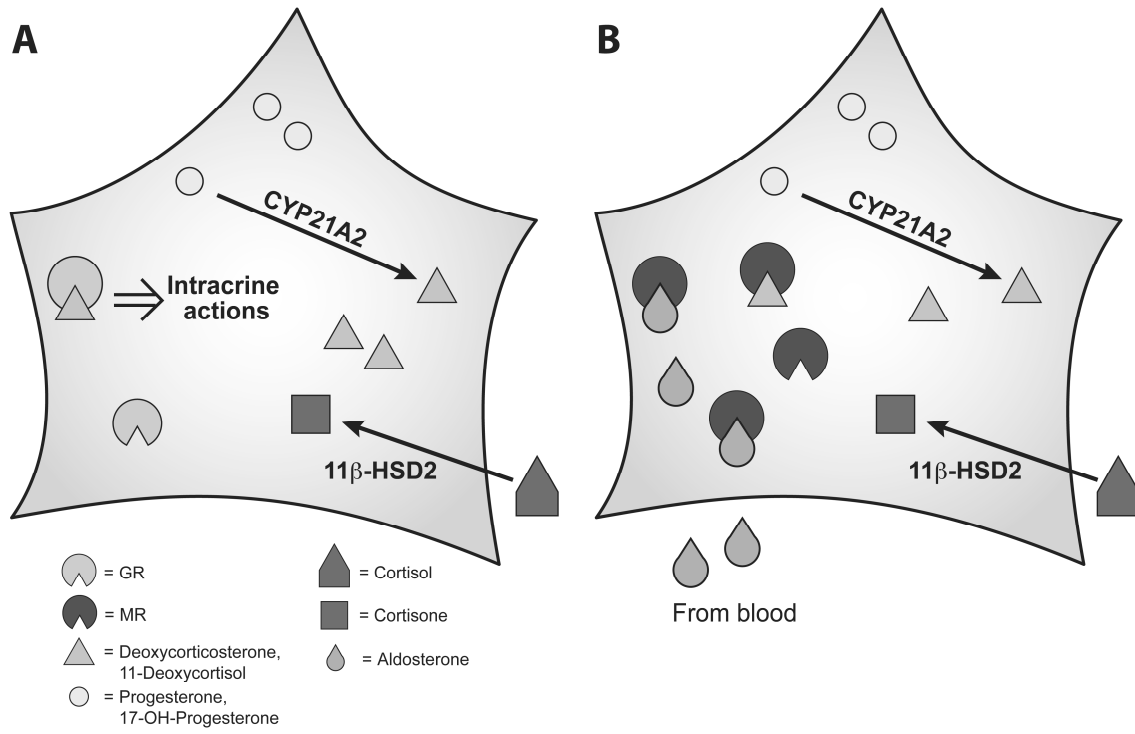 A
B
CYP21A2
CYP21A2
Intracrine
actions
11β-HSD2
11β-HSD2
From blood
= GR
= MR
= Deoxycorticosterone,
11-Deoxycortisol
= Progesterone,
17-OH-Progesterone
= Cortisol
= Cortisone
= Aldosterone